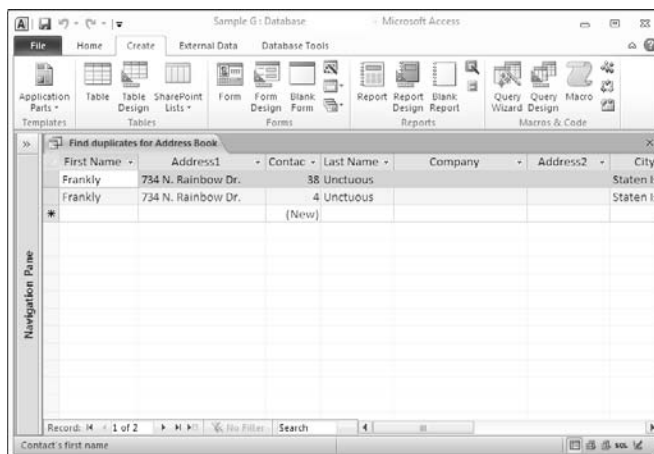 A Sample G : Database - Microsoft Access
File Home Create External Data Database Tools
Application Parts Table Table Design SharePoint Lists Form Form Design Blank Form Report Report Design Blank Report Query Wizard Query Design Macro
Templates Tables Forms Reports Macros & Code
Find duplicates for Address Book
First Name Address1 Contac Last Name Company Address2 City
Frankly 734 N. Rainbow Dr. 38 Unctuous Staten I
Frankly 734 N. Rainbow Dr. 4 Unctuous Staten I
* (New)
Navigation Pane
Record: 1 of 2 No Filter Search
Contact's first name SQL